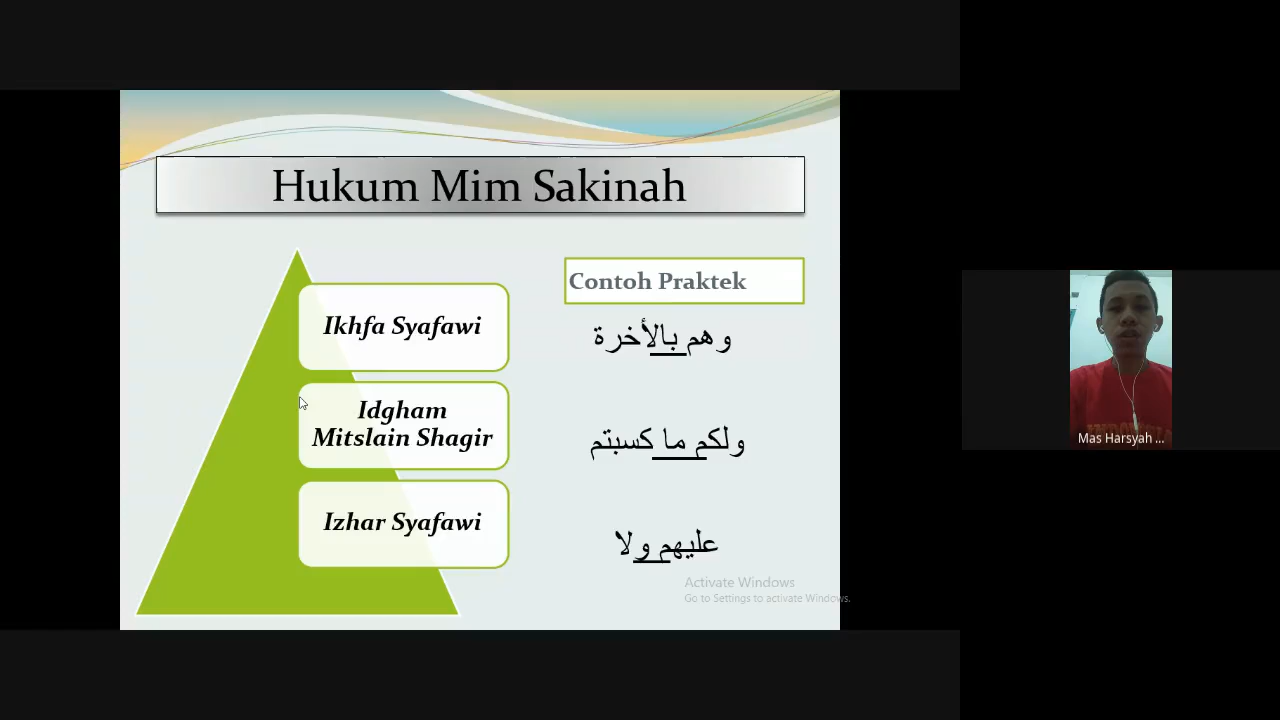 Hukum Mim Sakinah
Contoh Praktek
Ikhfa Syafawi
وهم بالأخرة
Idgham
Mitslain Shagir
ولكم ما كسبتم
Izhar Syafawi
عليهم ولا
Activate Windows
Go to Settings to activate Windows.
Mas Harsyah ...